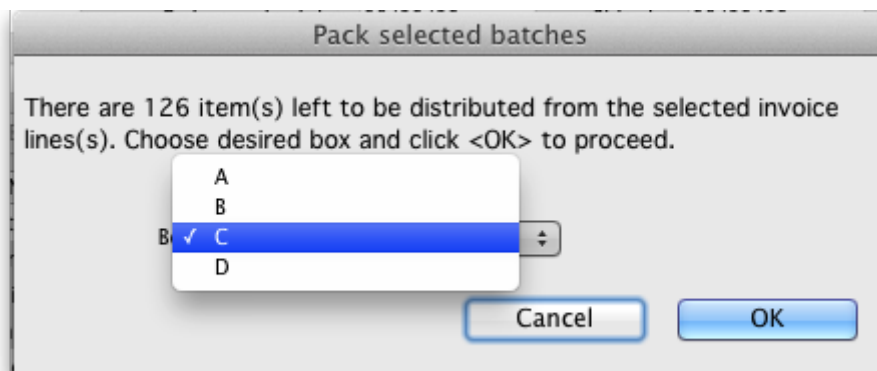 Pack selected batches
There are 126 item(s) left to be distributed from the selected invoice
lines(s). Choose desired box and click <OK> to proceed.
A
B
✓ C
D
Cancel
OK